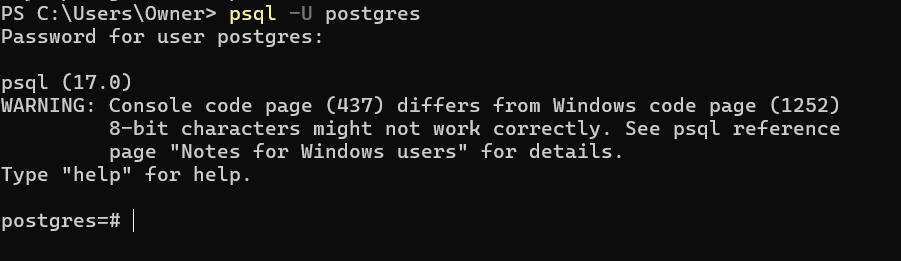 PS C:\Users\Owner> psql -U postgres
Password for user postgres:
psql (17.0)
WARNING: Console code page (437) differs from Windows code page (1252)
         8-bit characters might not work correctly. See psql reference
         page "Notes for Windows users" for details.
Type "help" for help.
postgres=#